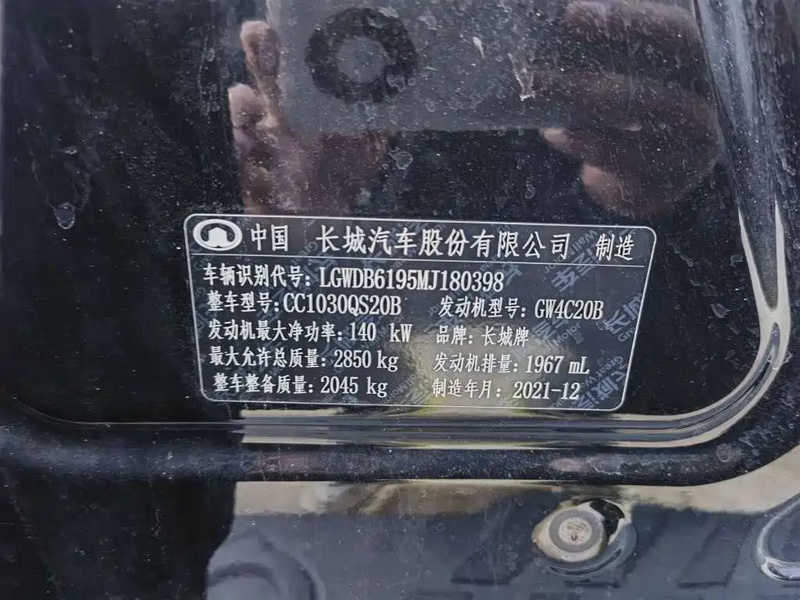 中国 长城汽车股份有限公司 制造
车辆识别代号: LGWDB6195MJ180398
整车型号: CC1030QS20B 发动机型号: GW4C20B
发动机最大净功率: 140 kW 品牌: 长城牌
最大允许总质量: 2850 kg 发动机排量: 1967 mL
整车整备质量: 2045 kg 制造年月: 2021-12